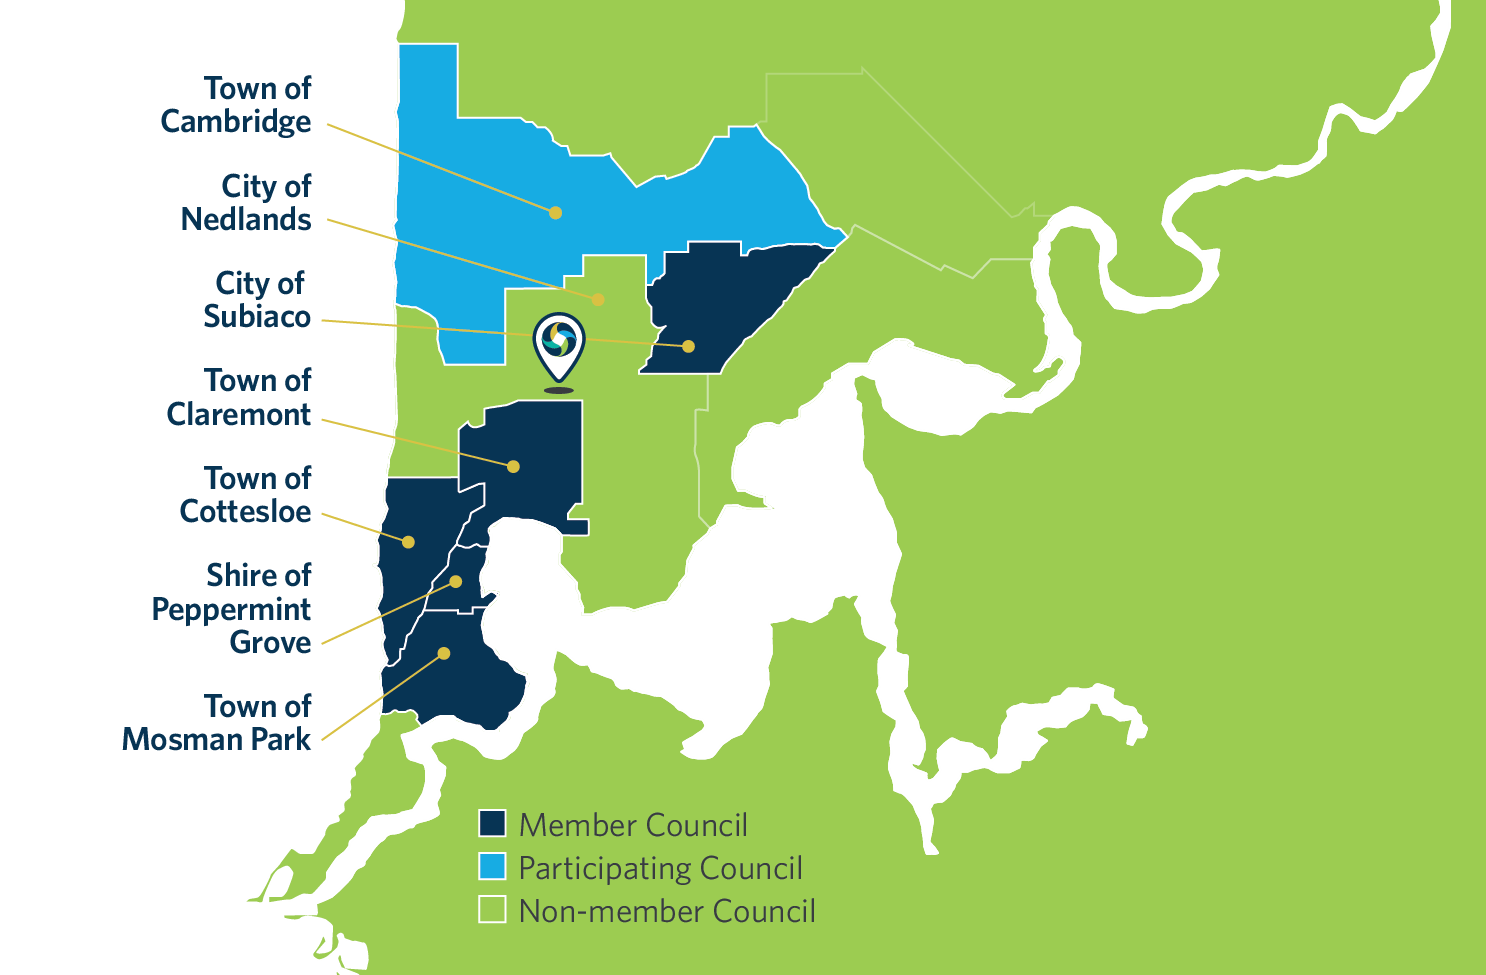 Town of
Cambridge
City of
Nedlands
City of
Subiaco
Town of
Claremont
Town of
Cottesloe
Shire of
Peppermint
Grove
Town of
Mosman Park
Member Council
Participating Council
Non-member Council